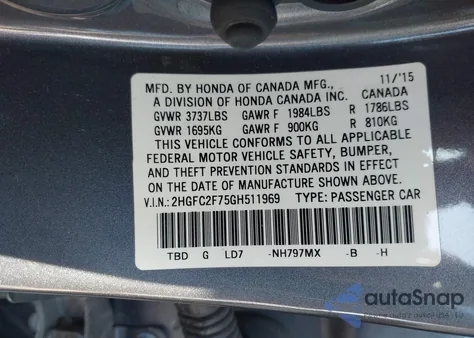 MFD. BY HONDA OF CANADA MFG., 11/'15
A DIVISION OF HONDA CANADA INC. CANADA
GVWR 3737LBS GAWR F 1984LBS R 1786LBS
GVWR 1695KG GAWR F 900KG R 810KG
THIS VEHICLE CONFORMS TO ALL APPLICABLE
FEDERAL MOTOR VEHICLE SAFETY, BUMPER,
AND THEFT PREVENTION STANDARDS IN EFFECT
ON THE DATE OF MANUFACTURE SHOWN ABOVE.
V.I.N.: 2HGFC2F75GH511969 TYPE: PASSENGER CAR
TBD G LD7 -NH797MX -B -H
autoSnap